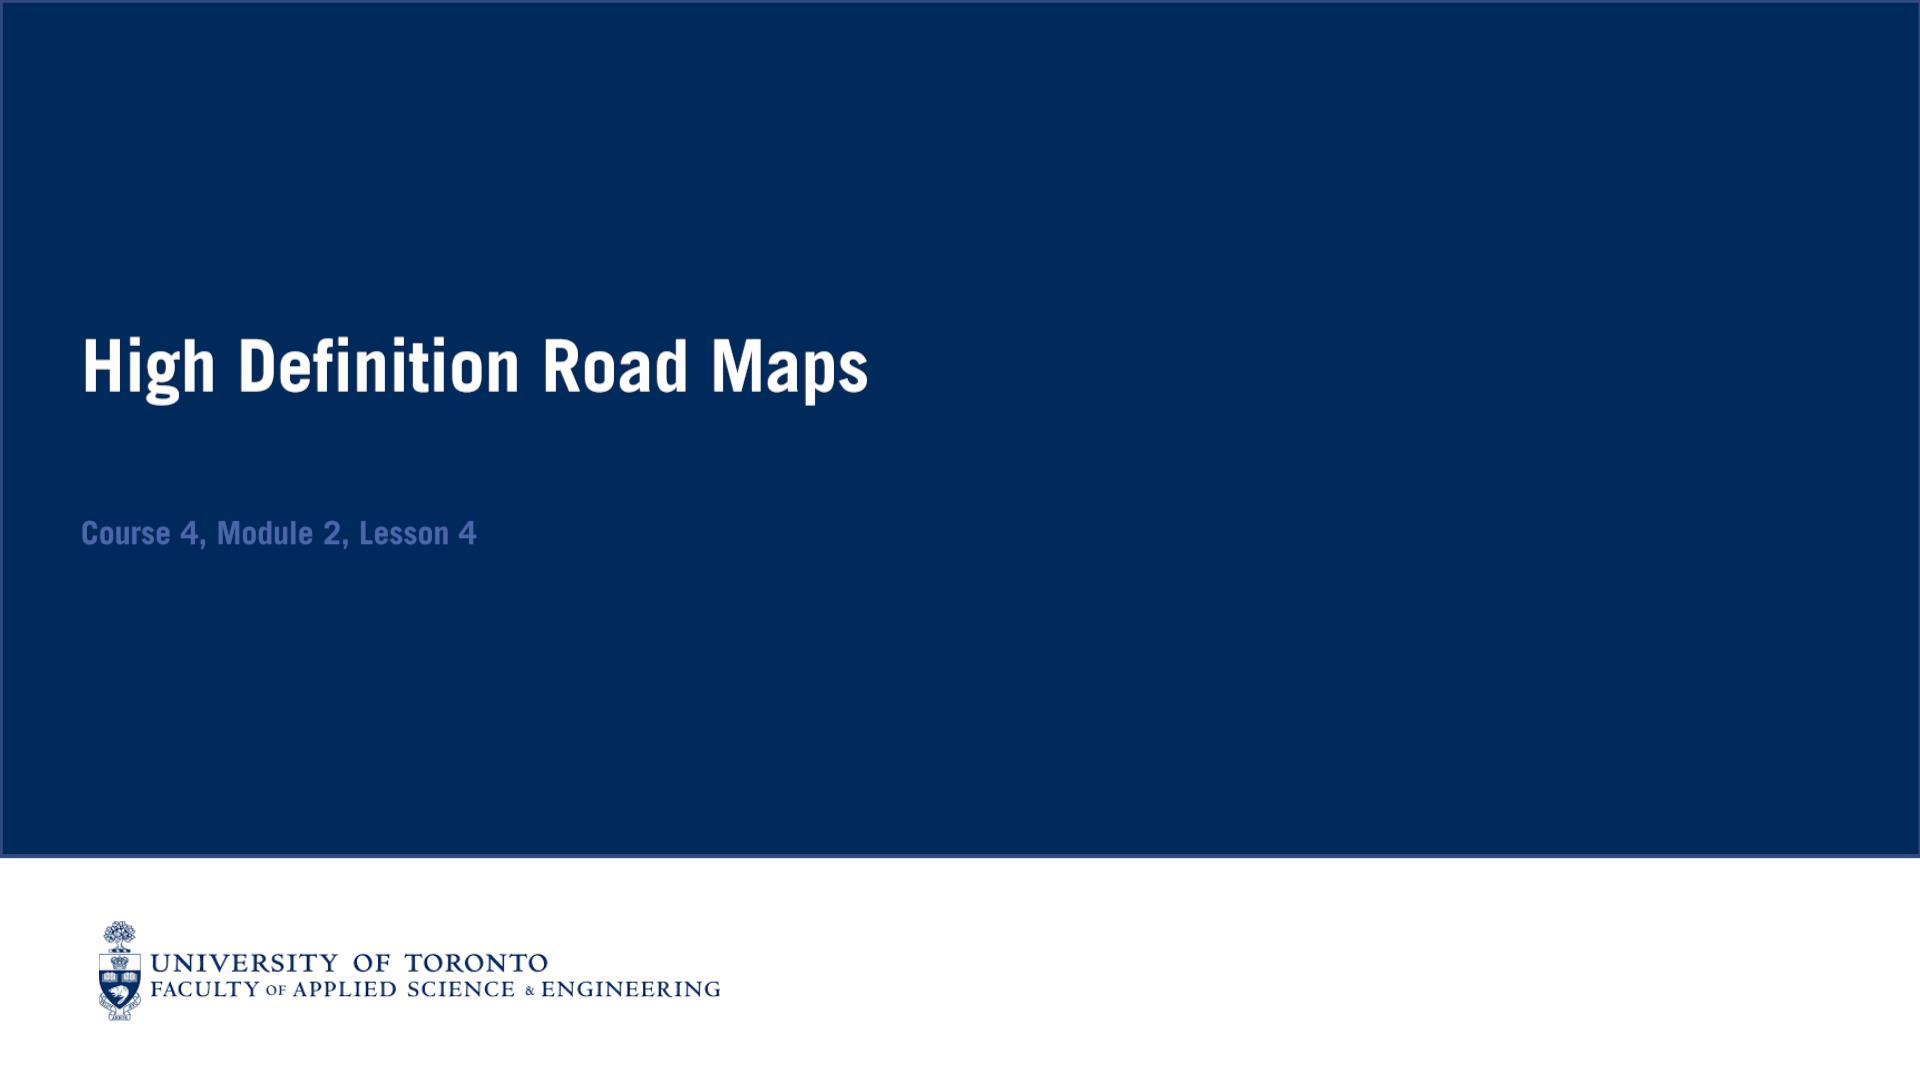 High Definition Road Maps
Course 4, Module 2, Lesson 4
UNIVERSITY OF TORONTO
FACULTY OF APPLIED SCIENCE & ENGINEERING